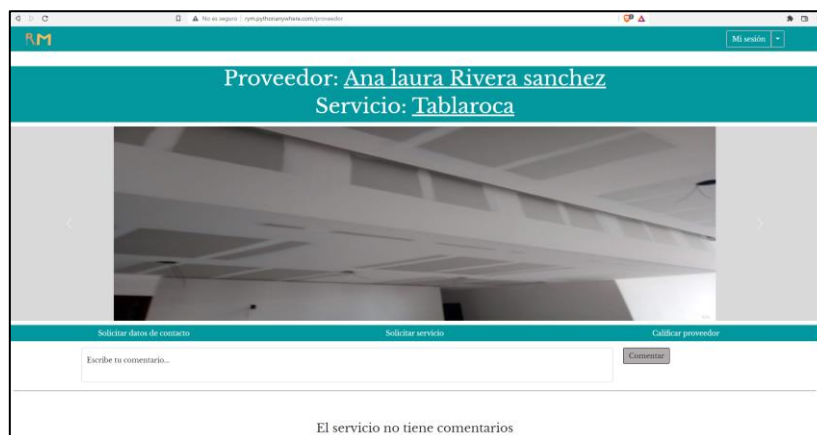 No es seguro | rym.pythonanywhere.com/proveedor
RM
Mi sesión
Proveedor: Ana laura Rivera sanchez
Servicio: Tablaroca
Solicitar datos de contacto
Solicitar servicio
Calificar proveedor
Escribe tu comentario...
Comentar
El servicio no tiene comentarios